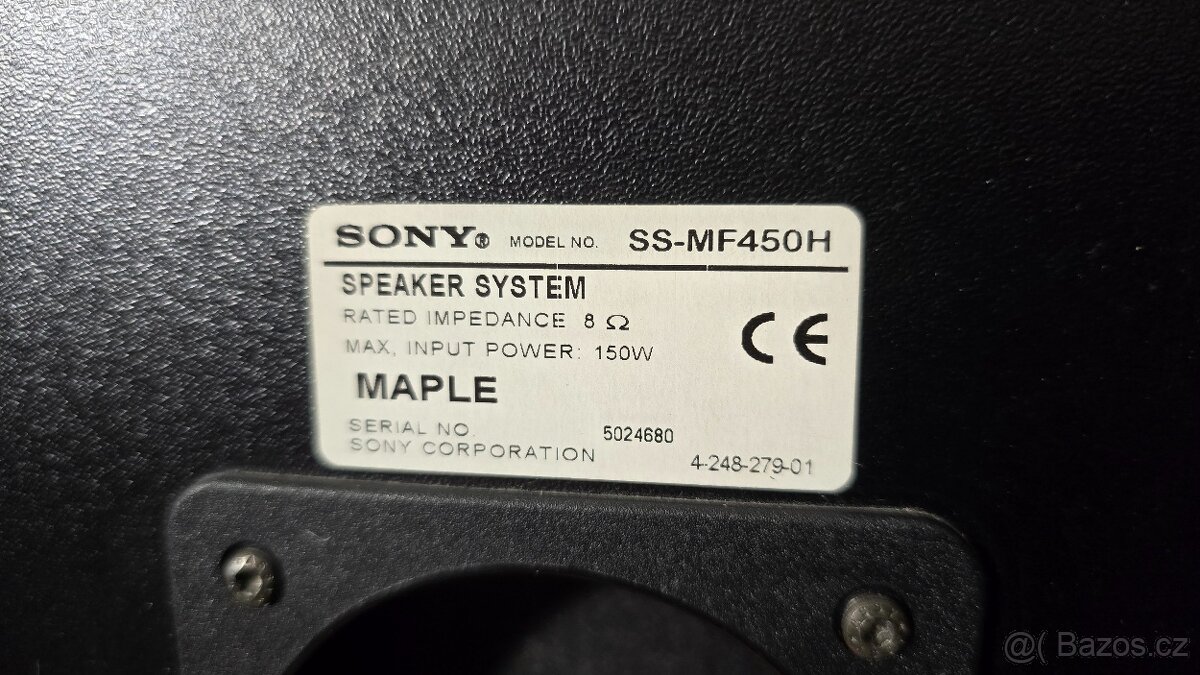 SONY® MODEL NO. SS-MF450H
SPEAKER SYSTEM
RATED IMPEDANCE 8 Ω
MAX, INPUT POWER: 150W
CE
MAPLE
SERIAL NO. 5024680
SONY CORPORATION
4-248-279-01
@( Bazos.cz